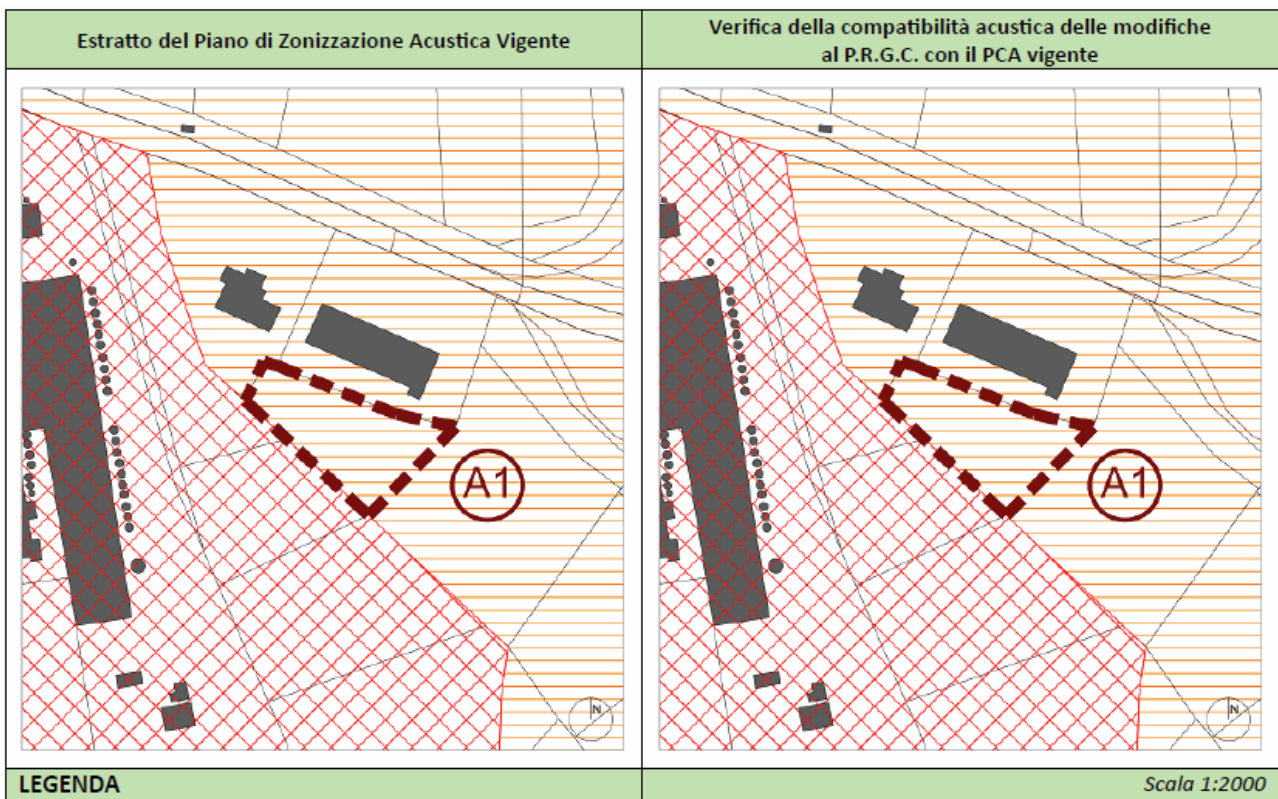 Estratto del Piano di Zonizzazione Acustica Vigente
Verifica della compatibilità acustica delle modifiche
al P.R.G.C. con il PCA vigente
A1
N
A1
N
LEGENDA
Scala 1:2000